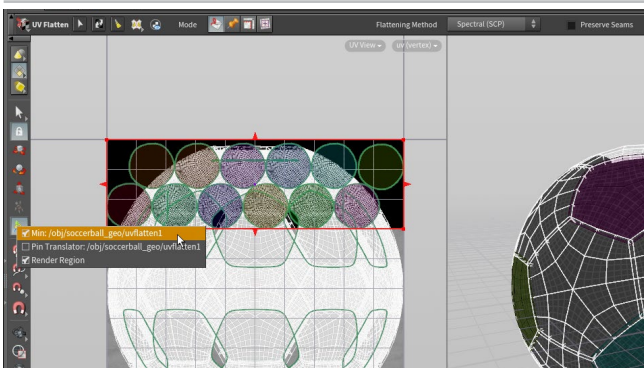 UV Flatten
Mode
Flattening Method
Spectral (SCP)
Preserve Seams
UV View
uv (vertex)
Min: /obj/soccerball_geo/uvflatten1
Pin Translator: /obj/soccerball_geo/uvflatten1
Render Region